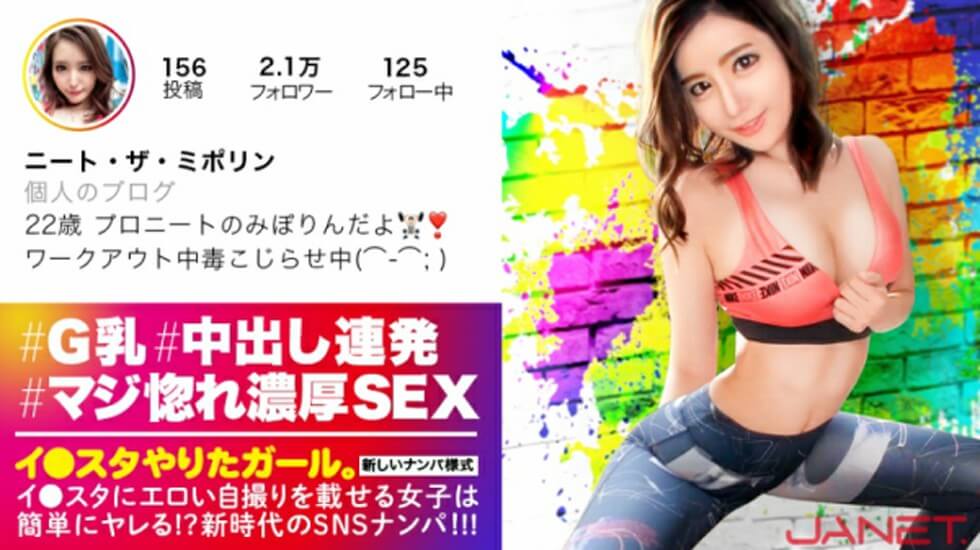 156
投稿
2.1万
フォロワー
125
フォロー中
ニート・ザ・ミポリン
個人のブログ
22歳 プロニートのみぽりんだよ❣
ワークアウト中毒こじらせ中(⌒-⌒; )
#G乳 #中出し連発
#マジ惚れ濃厚SEX
イ●スタやりたガール。 新しいナンパ様式
イ●スタにエロい自撮りを載せる女子は
簡単にヤレる!?新時代のSNSナンパ!!!
JANET.